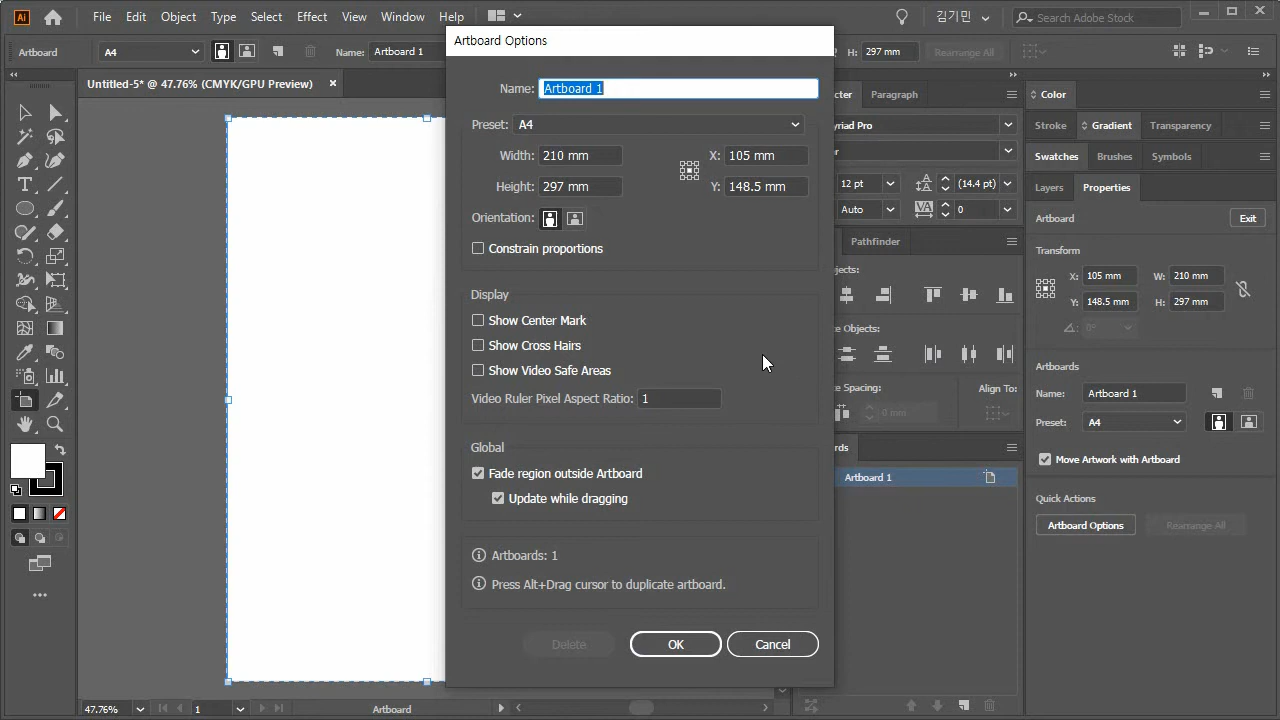 Ai File Edit Object Type Select Effect View Window Help 김기민 Search Adobe Stock
Artboard A4 Name: Artboard 1 H: 297 mm Rearrange All
Untitled-5* @ 47.76% (CMYK/GPU Preview)
Artboard Options
Name: Artboard 1
Preset: A4
Width: 210 mm X: 105 mm
Height: 297 mm Y: 148.5 mm
Orientation:
Constrain proportions
Display
Show Center Mark
Show Cross Hairs
Show Video Safe Areas
Video Ruler Pixel Aspect Ratio: 1
Global
Fade region outside Artboard
Update while dragging
Artboards: 1
Press Alt+Drag cursor to duplicate artboard.
Delete OK Cancel
cter Paragraph
yriad Pro
12 pt (14.4 pt)
Auto VA 0
Pathfinder
jects:
e Objects:
e Spacing: Align To:
0 mm
rds
Artboard 1
Color
Stroke Gradient Transparency
Swatches Brushes Symbols
Layers Properties
Artboard Exit
Transform
X: 105 mm W: 210 mm
Y: 148.5 mm H: 297 mm
0°
Artboards
Name: Artboard 1
Preset: A4
Move Artwork with Artboard
Quick Actions
Artboard Options Rearrange All
47.76% 1 Artboard